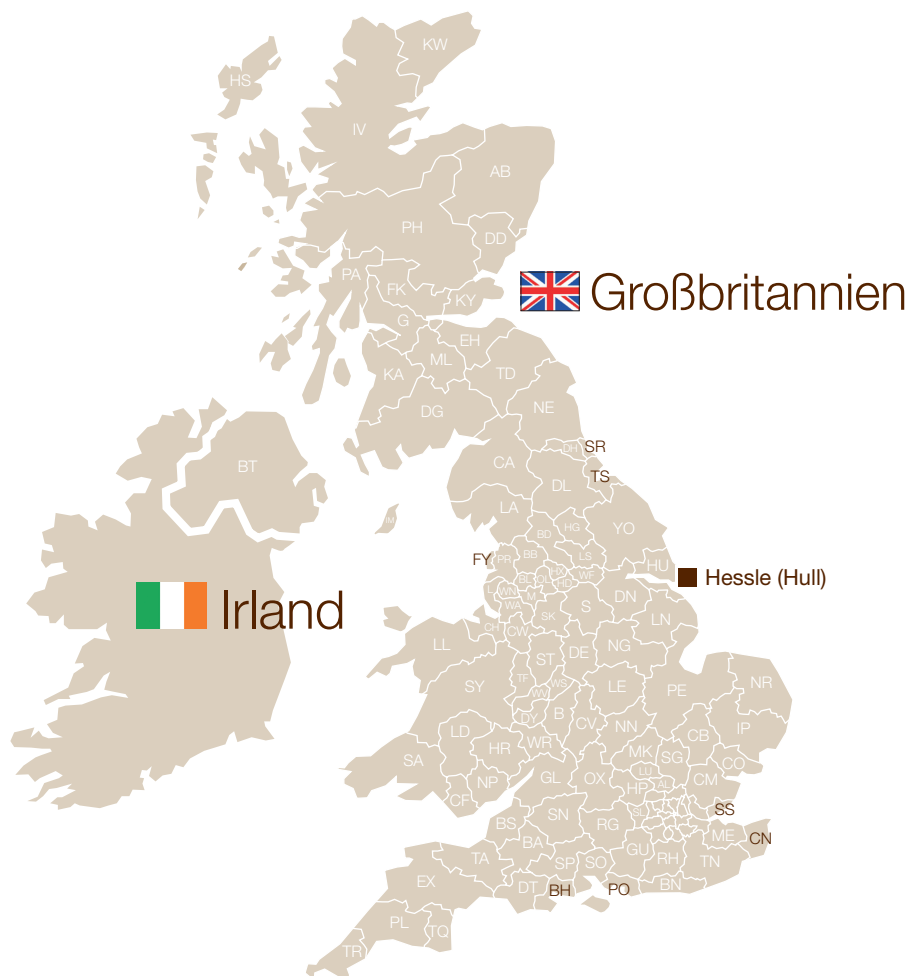 KW
HS
IV
AB
PH
DD
PA
FK
KY
Großbritannien
G
EH
ML
KA
TD
DG
NE
DH
SR
BT
CA
TS
DL
LA
IM
HG
YO
BD
FY
PR
BB
LS
HU
Hessle (Hull)
HX
WF
BL
OL
HD
L
WN
M
DN
Irland
WA
S
SK
LN
CH
CW
LL
ST
DE
NG
TF
WS
SY
WV
LE
PE
NR
DY
B
CV
NN
IP
LD
HR
WR
CB
MK
SG
SA
CO
NP
GL
OX
LU
HP
AL
CM
CF
SL
SS
BS
SN
RG
ME
CN
BA
GU
TA
SP
SO
RH
TN
EX
DT
BH
PO
BN
PL
TQ
TR